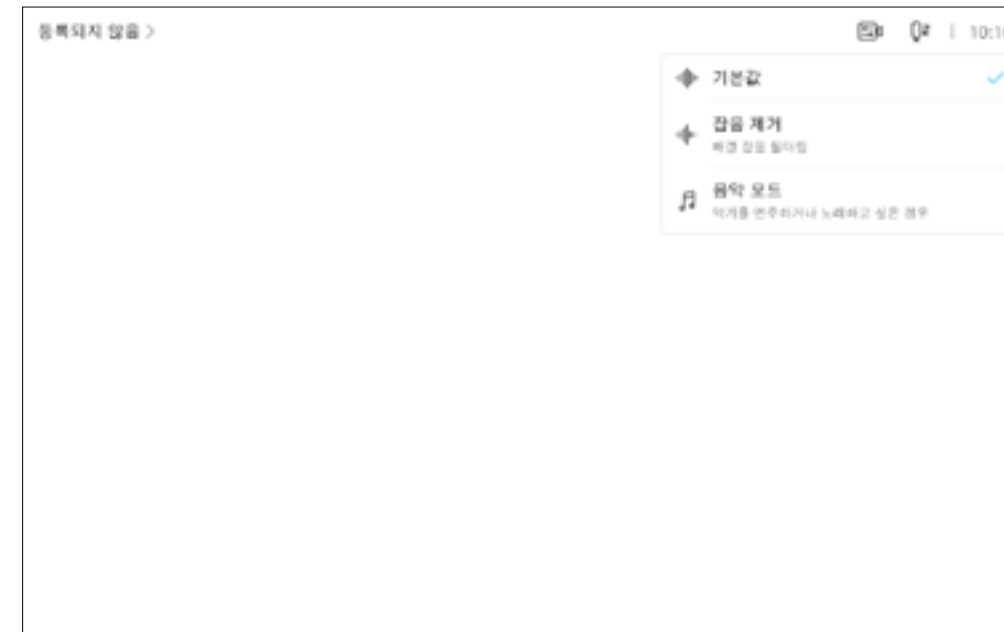 등록되지 않음 >
10:1
기본값
잡음 제거
배경 잡음 필터링
음악 모드
악기를 연주하거나 노래하고 싶은 경우